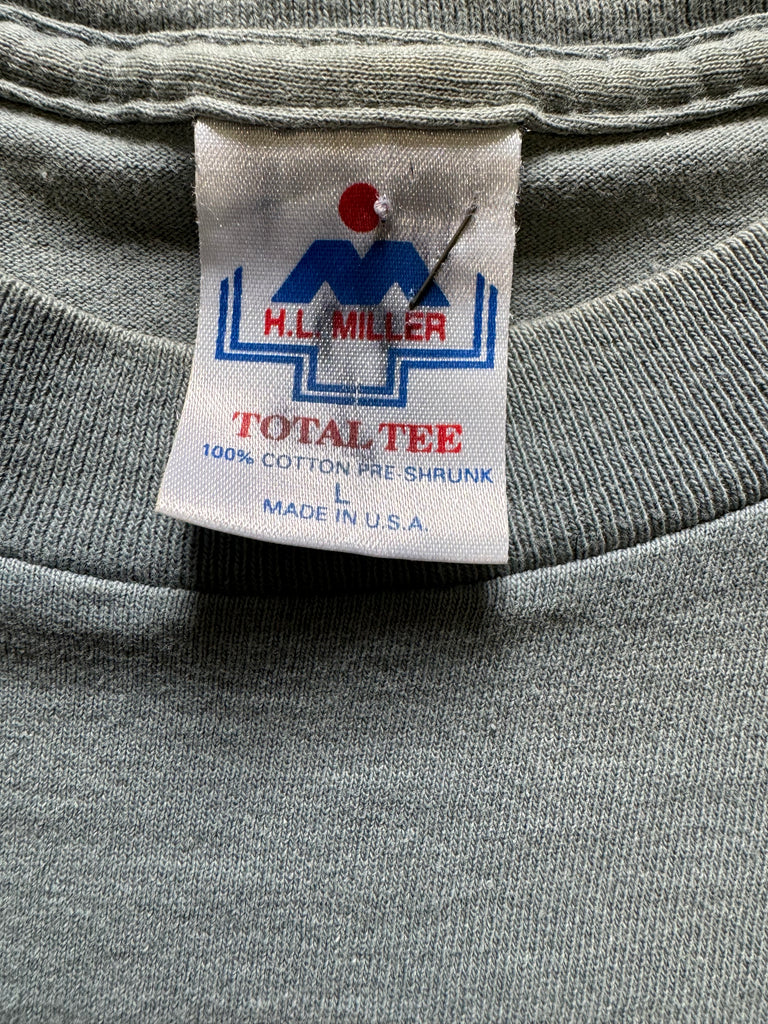 H.L. MILLER
TOTAL TEE
100% COTTON PRE-SHRUNK
L
MADE IN U.S.A.